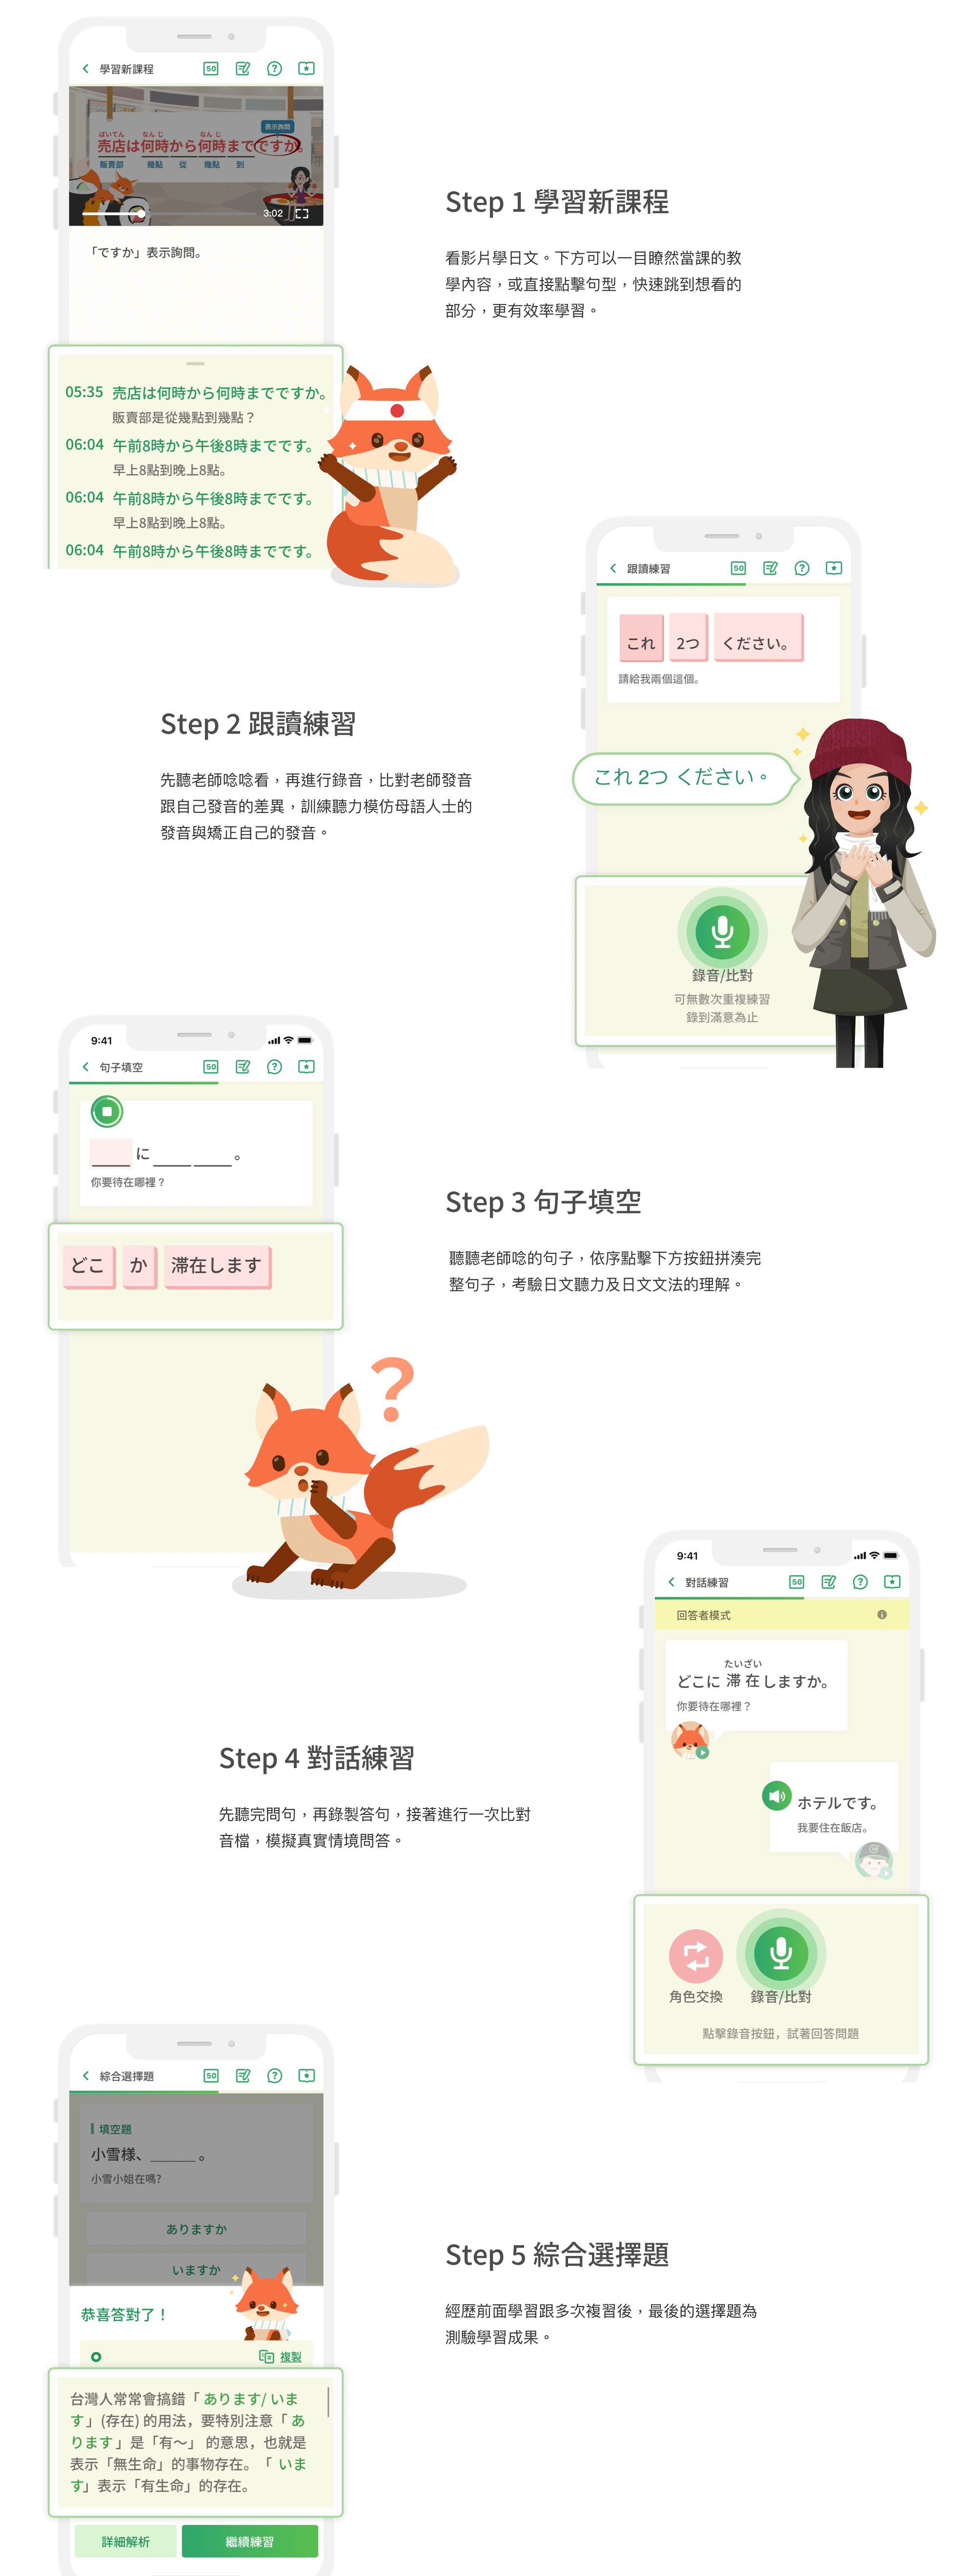 学習新課程
50
表示詢問
ばいてん なんじ なんじ
売店は何時から何時までですか。
販賣部 幾點 從 幾點 到
3:02
「ですか」表示詢問。
05:35 売店は何時から何時までですか。
販賣部是從幾點到幾點？
06:04 午前8時から午後8時までです。
早上8點到晚上8點。
06:04 午前8時から午後8時までです。
早上8點到晚上8點。
06:04 午前8時から午後8時までです。
Step 1 學習新課程
看影片學日文。下方可以一目瞭然當課的教
學內容，或直接點擊句型，快速跳到想看的
部分，更有效率學習。
跟讀練習
50
これ 2つ ください。
請給我兩個這個。
これ 2つ ください。
錄音/比對
可無數次重複練習
錄到滿意為止
Step 2 跟讀練習
先聽老師唸唸看，再進行錄音，比對老師發音
跟自己發音的差異，訓練聽力模仿母語人士的
發音與矯正自己的發音。
9:41
句子填空
50
____に________。
你要待在哪裡？
どこ か 滞在します
?
Step 3 句子填空
聽聽老師唸的句子，依序點擊下方按鈕拼湊完
整句子，考驗日文聽力及日文文法的理解。
9:41
對話練習
50
回答者模式
たいざい
どこに滞在しますか。
你要待在哪裡？
ホテルです。
我要住在飯店。
角色交換 錄音/比對
點擊錄音按鈕，試著回答問題
Step 4 對話練習
先聽完問句，再錄製答句，接著進行一次比對
音檔，模擬真實情境問答。
綜合選擇題
50
填空題
小雪様、______。
小雪小姐在嗎?
ありますか
いますか
恭喜答對了！
複製
台灣人常常會搞錯「あります/ いま
す」(存在) 的用法，要特別注意「あ
ります」是「有～」 的意思，也就是
表示「無生命」的事物存在。「 いま
す」表示「有生命」的存在。
詳細解析 繼續練習
Step 5 綜合選擇題
經歷前面學習跟多次複習後，最後的選擇題為
測驗學習成果。